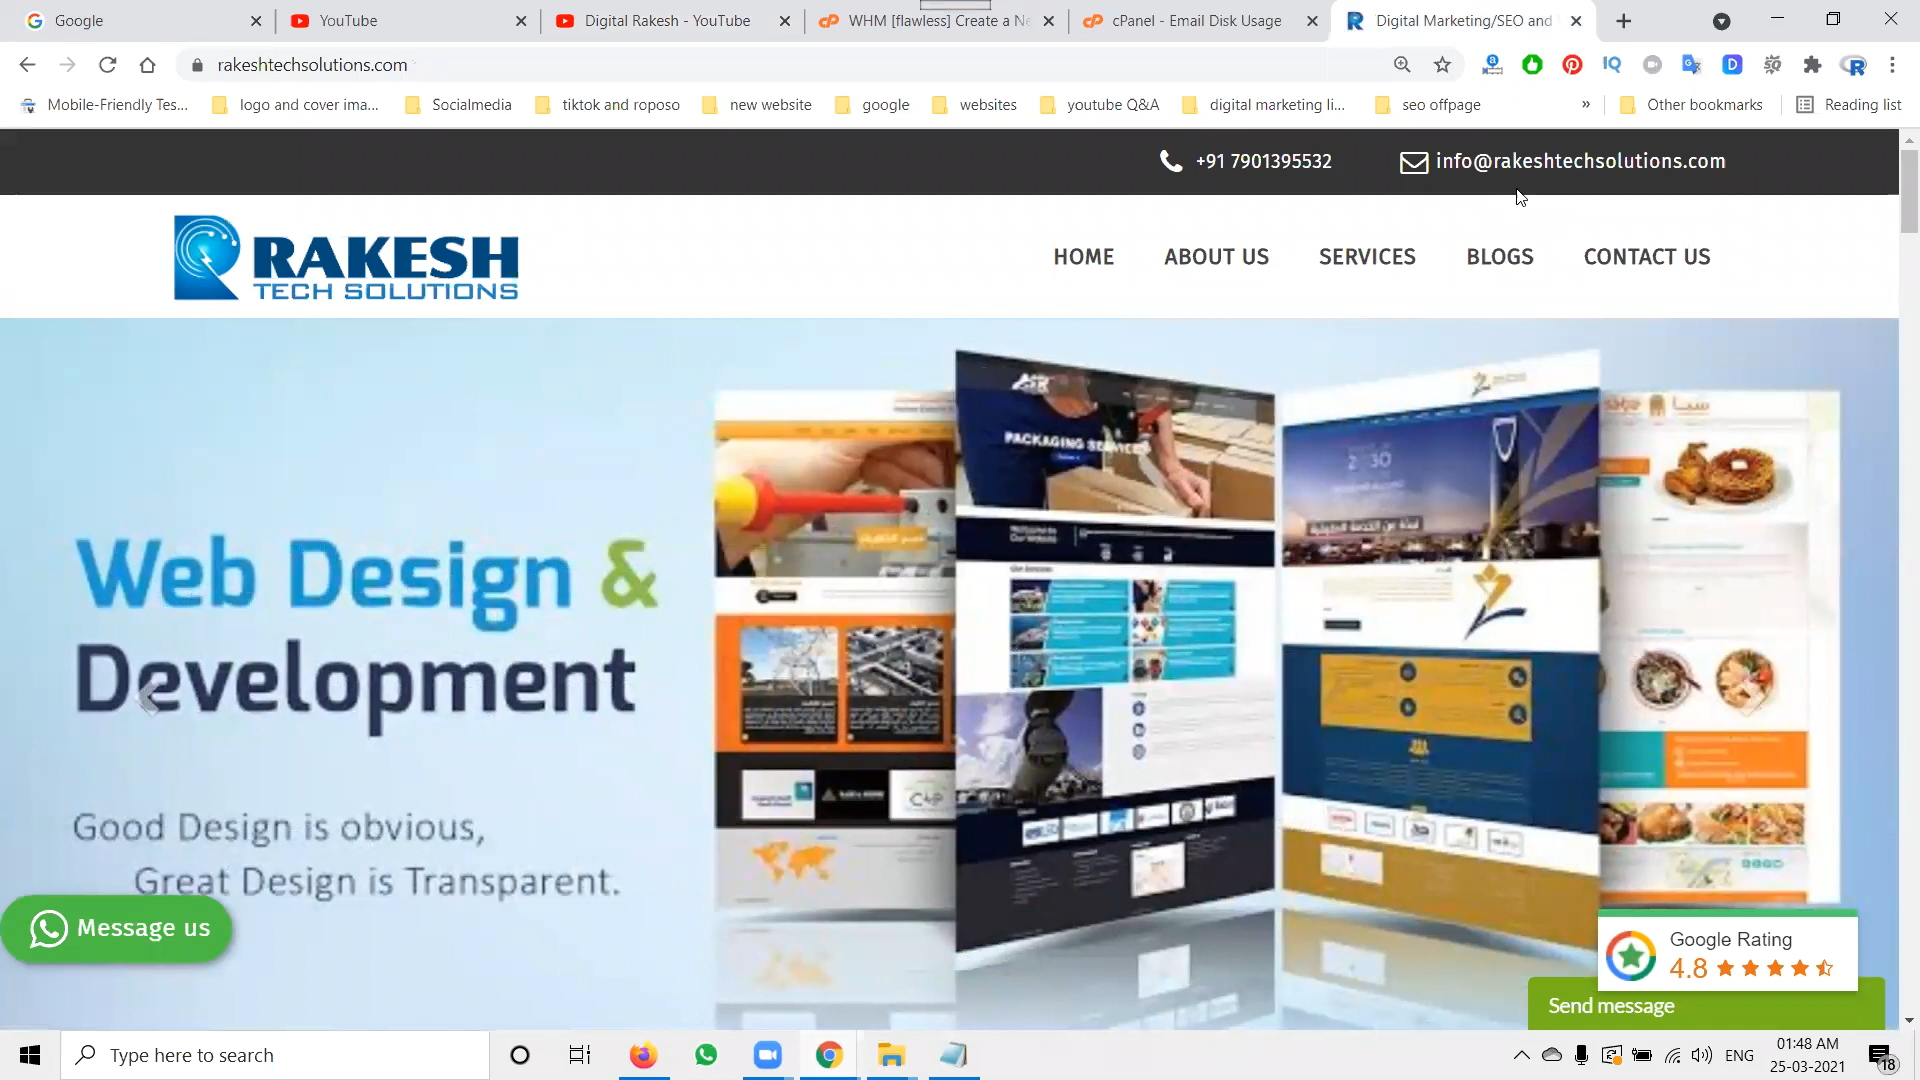 Google
YouTube
Digital Rakesh - YouTube
WHM [flawless] Create a Ne
cPanel - Email Disk Usage
Digital Marketing/SEO and
rakeshtechsolutions.com
Mobile-Friendly Tes...
logo and cover ima...
Socialmedia
tiktok and roposo
new website
google
websites
youtube Q&A
digital marketing li...
seo offpage
»
Other bookmarks
Reading list
+91 7901395532
info@rakeshtechsolutions.com
RAKESH
TECH SOLUTIONS
HOME
ABOUT US
SERVICES
BLOGS
CONTACT US
PACKAGING SERVICES
Web Design &
Development
Good Design is obvious,
Great Design is Transparent.
Message us
Google Rating
4.8
Send message
Type here to search
ENG
01:48 AM
25-03-2021
18